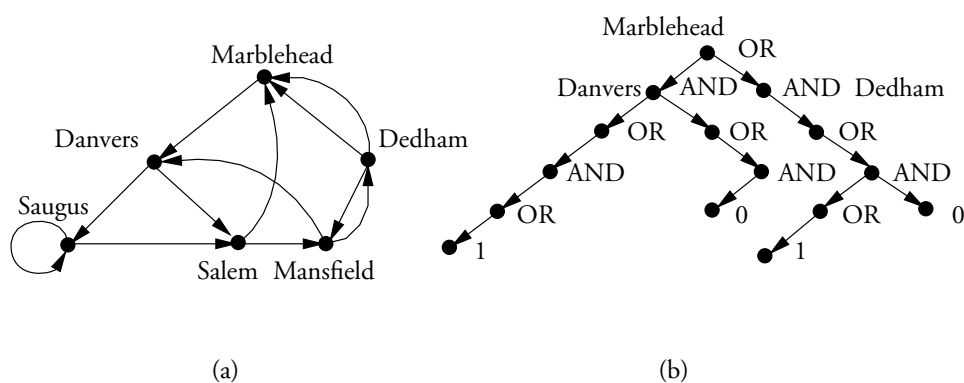 Marblehead
Danvers
Dedham
Saugus
Salem
Mansfield
(a)
Marblehead
OR
Danvers
AND
AND
Dedham
OR
OR
OR
AND
AND
AND
OR
0
OR
0
1
1
(b)